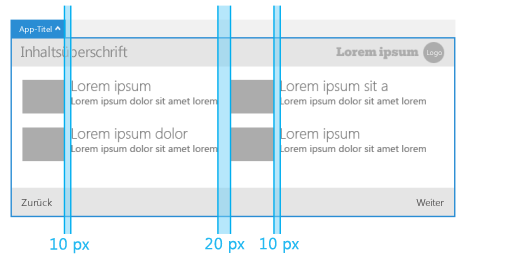 App-Titel
Inhaltsüberschrift
Lorem ipsum
Logo
Lorem ipsum
Lorem ipsum dolor sit amet lorem
Lorem ipsum sit a
Lorem ipsum dolor sit amet lorem
Lorem ipsum dolor
Lorem ipsum dolor sit amet lorem
Lorem ipsum
Lorem ipsum dolor sit amet lorem
Zurück
Weiter
10 px
20 px
10 px